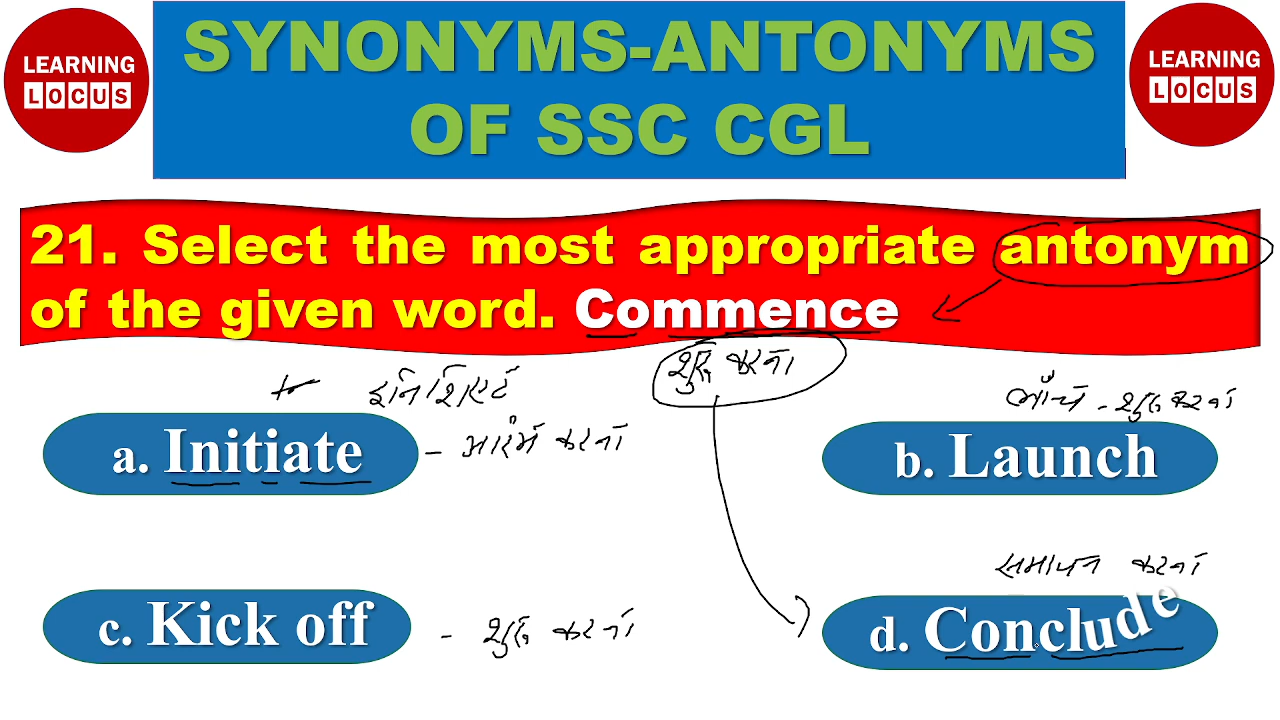 LEARNING
LOCUS
SYNONYMS-ANTONYMS
OF SSC CGL
LEARNING
LOCUS
21. Select the most appropriate antonym
of the given word. Commence
शुरू करना
इनिशिएट
a. Initiate - प्रारंभ करना
लाँच - शुरू करना
b. Launch
c. Kick off - शुरू करना
समापन करना
d. Conclude